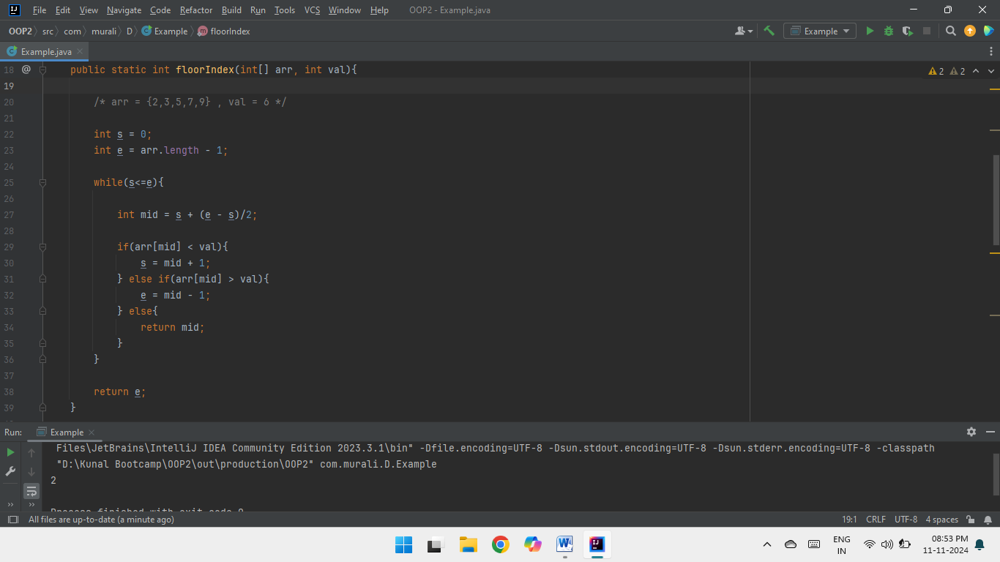 File Edit View Navigate Code Refactor Build Run Tools VCS Window Help OOP2 - Example.java
OOP2 src com murali D Example floorIndex Example
Example.java
18 @ public static int floorIndex(int[] arr, int val){ 2 2
19
20 /* arr = {2,3,5,7,9} , val = 6 */
21
22 int s = 0;
23 int e = arr.length - 1;
24
25 while(s<=e){
26
27 int mid = s + (e - s)/2;
28
29 if(arr[mid] < val){
30 s = mid + 1;
31 } else if(arr[mid] > val){
32 e = mid - 1;
33 } else{
34 return mid;
35 }
36 }
37
38 return e;
39 }
Run: Example
Files\JetBrains\IntelliJ IDEA Community Edition 2023.3.1\bin" -Dfile.encoding=UTF-8 -Dsun.stdout.encoding=UTF-8 -Dsun.stderr.encoding=UTF-8 -classpath
"D:\Kunal Bootcamp\OOP2\out\production\OOP2" com.murali.D.Example
2
Process finished with exit code 0
All files are up-to-date (a minute ago) 19:1 CRLF UTF-8 4 spaces
ENG
IN
08:53 PM
11-11-2024